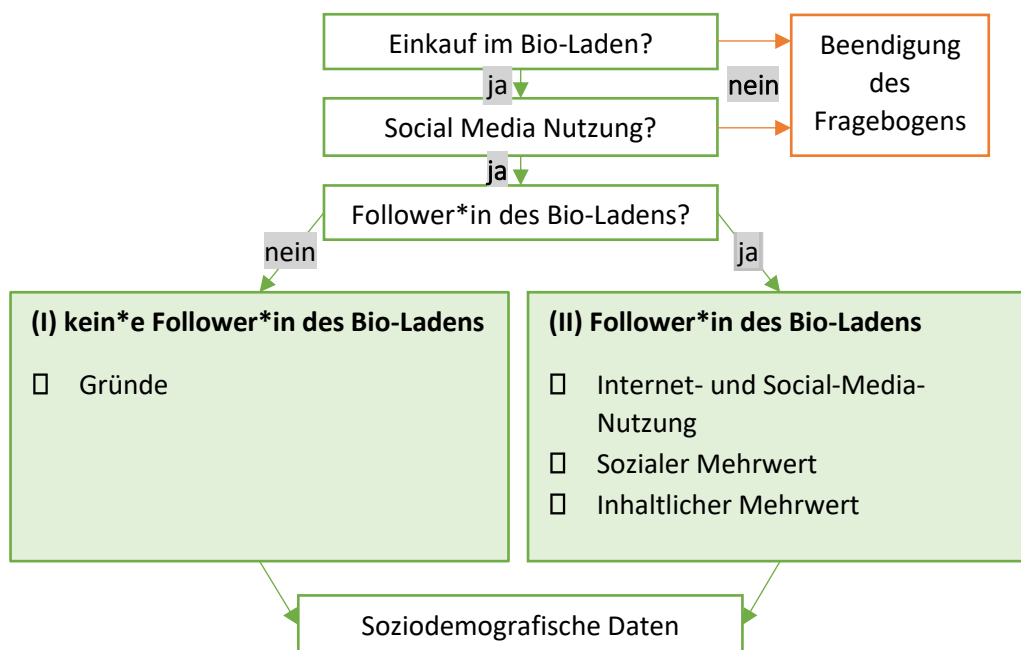 Einkauf im Bio-Laden?
Beendigung
des
Fragebogens
ja
nein
Social Media Nutzung?
ja
Follower*in des Bio-Ladens?
nein
ja
(I) kein*e Follower*in des Bio-Ladens
Gründe
(II) Follower*in des Bio-Ladens
Internet- und Social-Media-
Nutzung
Sozialer Mehrwert
Inhaltlicher Mehrwert
Soziodemografische Daten